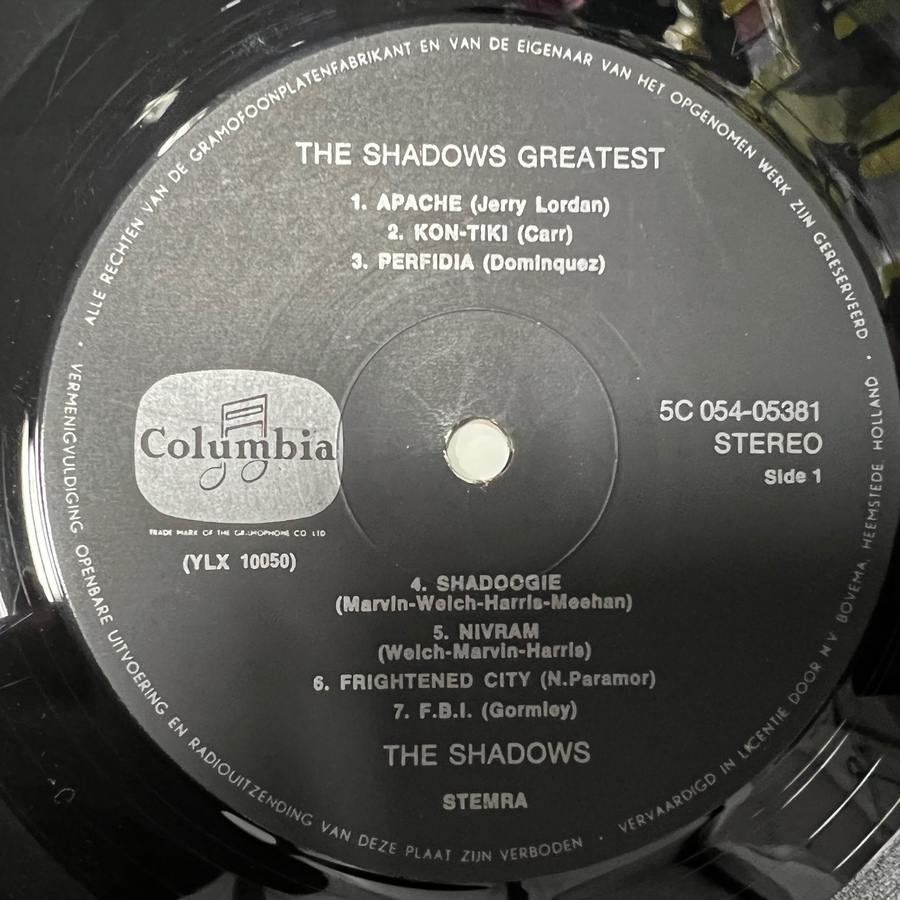 ALLE RECHTEN VAN DE GRAMOFOONPLATENFABRIKANT EN VAN DE EIGENAAR VAN HET OPGENOMEN WERK ZIJN GERESERVEERD •
THE SHADOWS GREATEST
1. APACHE (Jerry Lordan)
2. KON-TIKI (Carr)
3. PERFIDIA (Dominquez)
Columbia
TRADE MARK OF THE GRAMOPHONE CO LTD
(YLX 10050)
5C 054-05381
STEREO
Side 1
4. SHADOOGIE
(Marvin-Welch-Harris-Meehan)
5. NIVRAM
(Welch-Marvin-Harris)
6. FRIGHTENED CITY (N.Paramor)
7. F.B.I. (Gormley)
THE SHADOWS
STEMRA
VERMENIGVULDIGING OPENBARE UITVOERING EN RADIOUITZENDING VAN DEZE PLAAT ZIJN VERBODEN •
VERVAARDIGD IN LICENTIE DOOR N.V. BOVEMA, HEEMSTEDE HOLLAND •